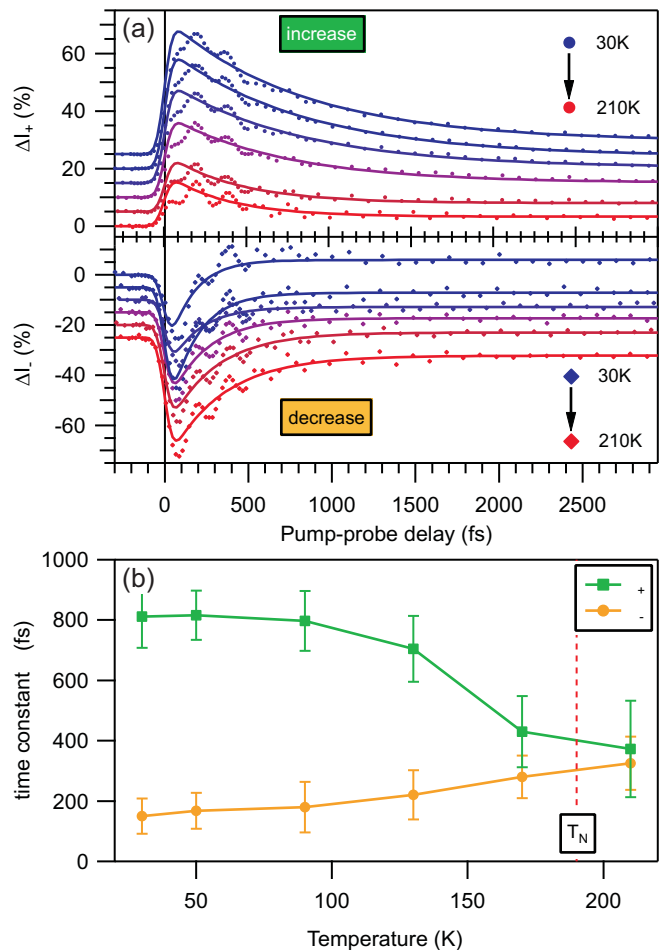 (a)
increase
30K
210K
ΔI+ (%)
60
40
20
0
ΔI- (%)
0
-20
-40
-60
30K
210K
decrease
0 500 1000 1500 2000 2500
Pump-probe delay (fs)
(b)
+
-
time constant (fs)
1000
800
600
400
200
0
TN
50 100 150 200
Temperature (K)